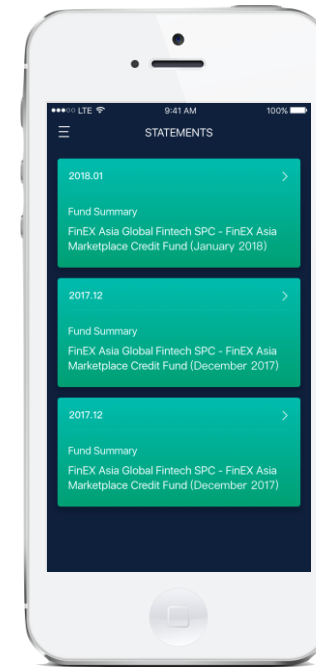 LTE 9:41 AM 100%
STATEMENTS
2018.01
Fund Summary
FinEX Asia Global Fintech SPC - FinEX Asia
Marketplace Credit Fund (January 2018)
2017.12
Fund Summary
FinEX Asia Global Fintech SPC - FinEX Asia
Marketplace Credit Fund (December 2017)
2017.12
Fund Summary
FinEX Asia Global Fintech SPC - FinEX Asia
Marketplace Credit Fund (December 2017)